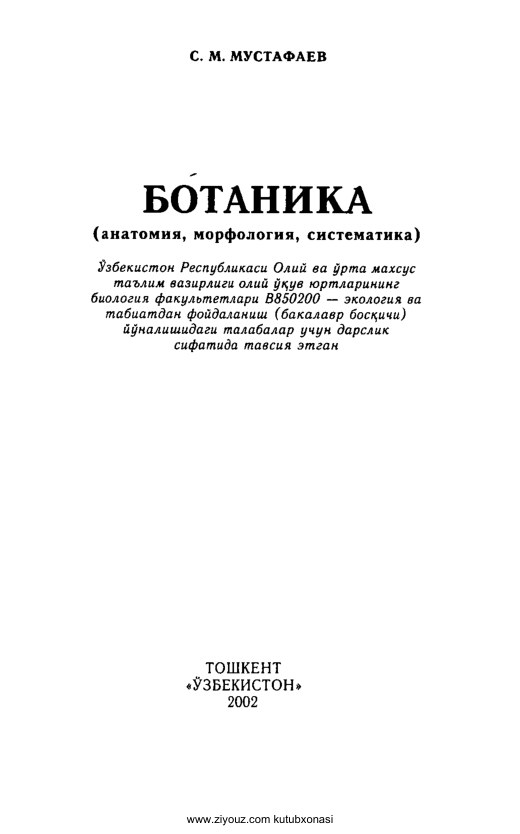 С. М. МУСТАФАЕВ
БОТАНИКА
(анатомия, морфология, систематика)
Ўзбекистон Республикаси Олий ва ўрта махсус
таълим вазирлиги олий ўқув юртларининг
биология факультетлари В850200 — экология ва
табиатдан фойдаланиш (бакалавр босқичи)
йўналишидаги талабалар учун дарслик
сифатида тавсия этган
ТОШКЕНТ
«ЎЗБЕКИСТОН»
2002
www.ziyouz.com kutubxonasi